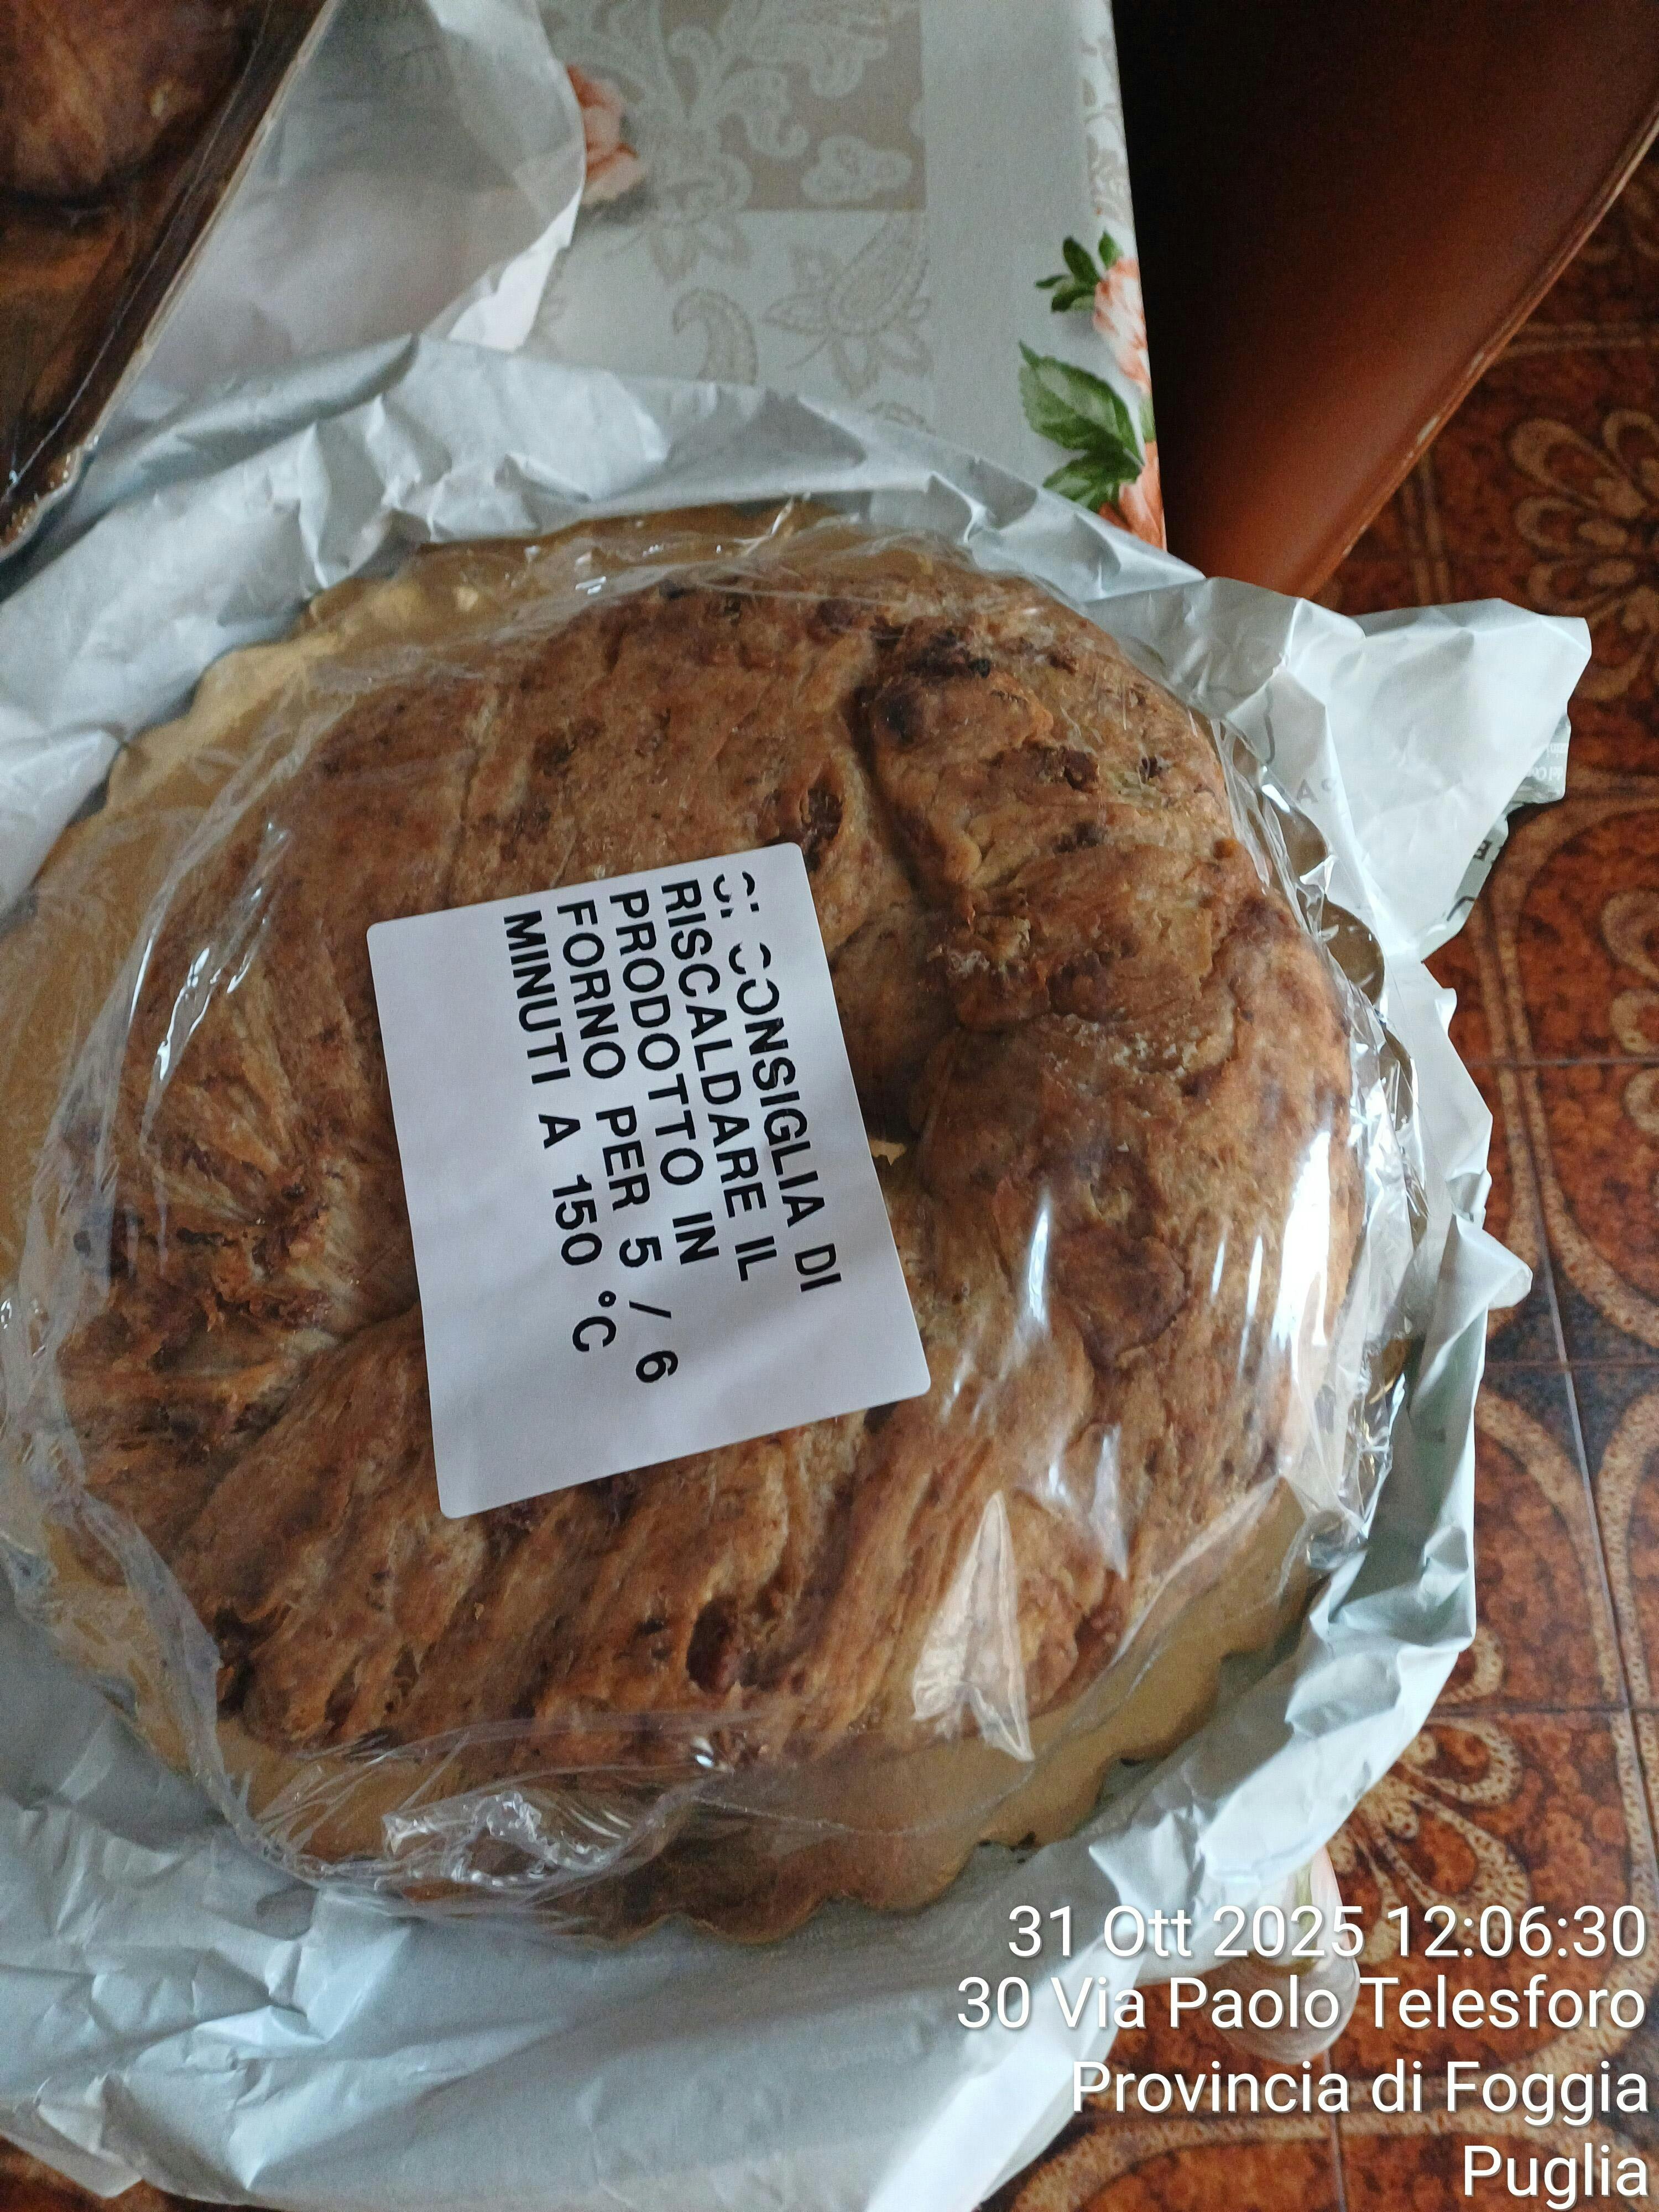 SI CONSIGLIA DI
RISCALDARE IL
PRODOTTO IN
FORNO PER 5 / 6
MINUTI A 150 °C
31 Ott 2025 12:06:30
30 Via Paolo Telesforo
Provincia di Foggia
Puglia